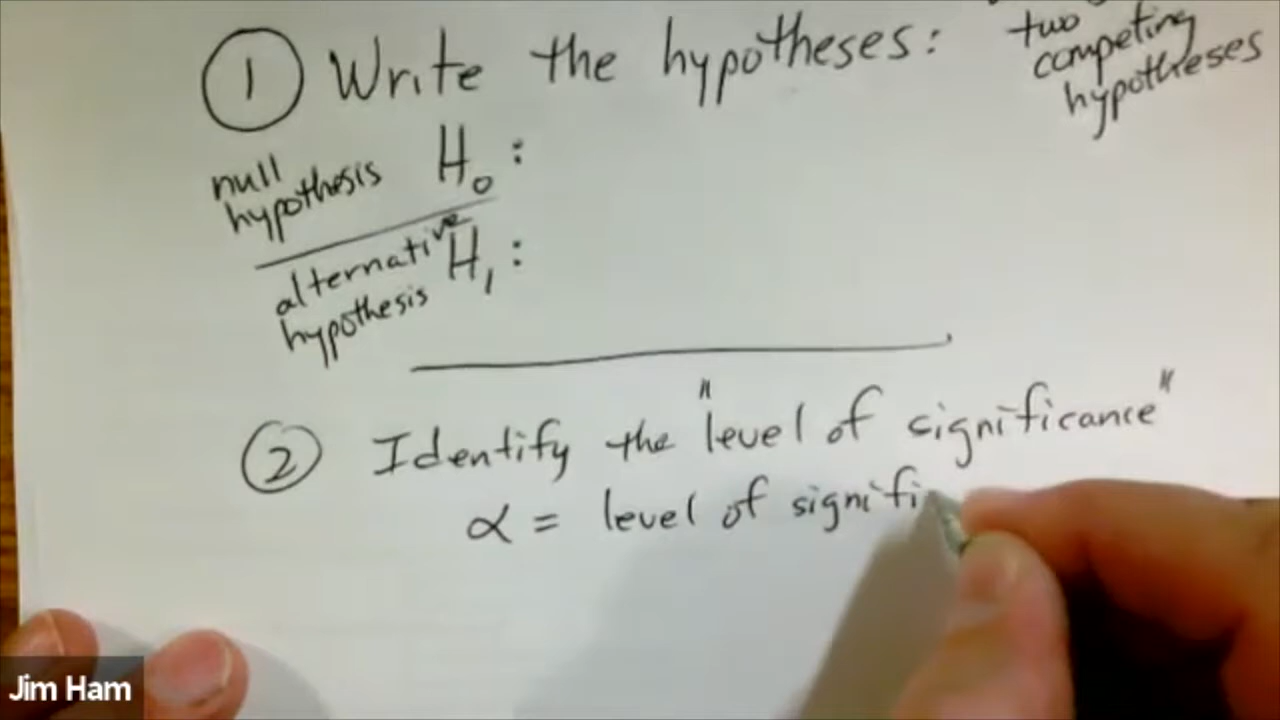 ① Write the hypotheses:
two
competing
hypotheses
null
hypothesis H₀:
alternative
hypothesis H₁:
② Identify the "level of significance"
α = level of signifi
Jim Ham